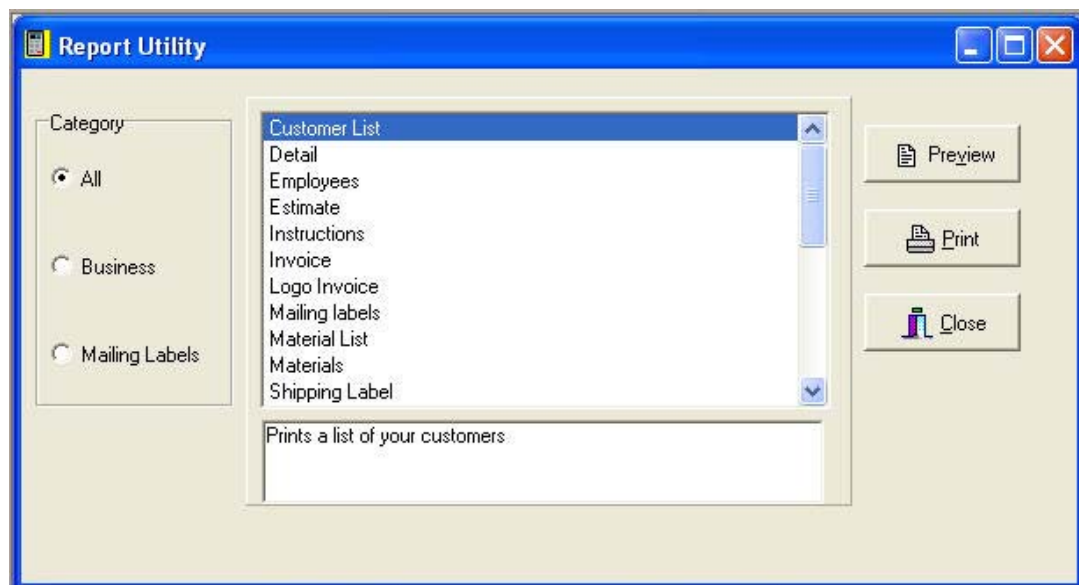 Report Utility
Category
All
Business
Mailing Labels
Customer List
Detail
Employees
Estimate
Instructions
Invoice
Logo Invoice
Mailing labels
Material List
Materials
Shipping Label
Prints a list of your customers
Preview
Print
Close